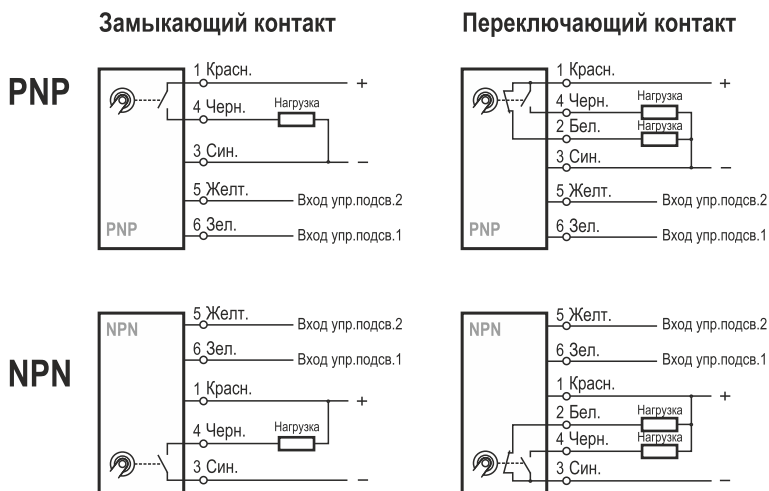 Замыкающий контакт
Переключающий контакт
PNP
1 Красн.
+
4 Черн.
Нагрузка
3 Син.
−
5 Желт.
Вход упр.подсв.2
6 Зел.
Вход упр.подсв.1
PNP
1 Красн.
+
4 Черн.
Нагрузка
2 Бел.
Нагрузка
3 Син.
−
5 Желт.
Вход упр.подсв.2
6 Зел.
Вход упр.подсв.1
PNP
NPN
NPN
5 Желт.
Вход упр.подсв.2
6 Зел.
Вход упр.подсв.1
1 Красн.
+
4 Черн.
Нагрузка
3 Син.
−
NPN
5 Желт.
Вход упр.подсв.2
6 Зел.
Вход упр.подсв.1
1 Красн.
+
2 Бел.
Нагрузка
4 Черн.
Нагрузка
3 Син.
−